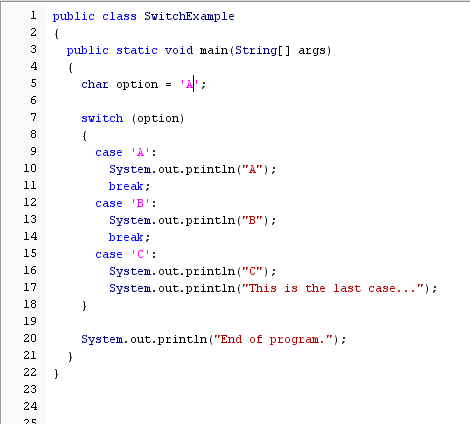 1 public class SwitchExample
2 {
3   public static void main(String[] args)
4   {
5     char option = 'A';
6
7     switch (option)
8     {
9       case 'A':
10         System.out.println("A");
11         break;
12       case 'B':
13         System.out.println("B");
14         break;
15       case 'C':
16         System.out.println("C");
17         System.out.println("This is the last case...");
18     }
19
20     System.out.println("End of program.");
21   }
22 }
23
24
25